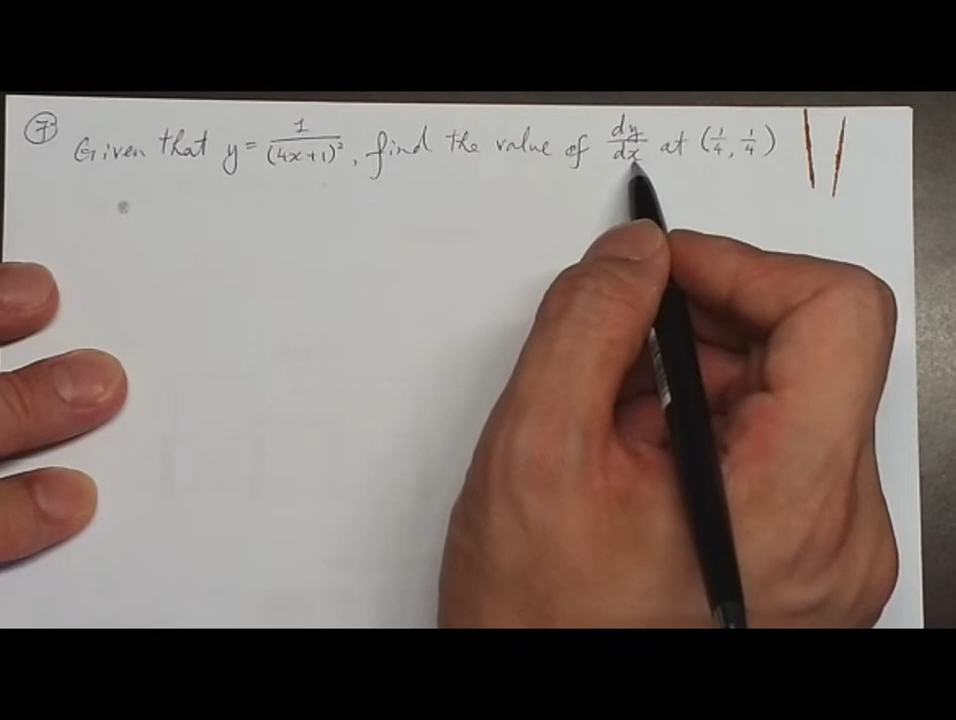 ⑦ Given that y = 1/(4x+1)², find the value of dy/dx at (1/4, 1/4)